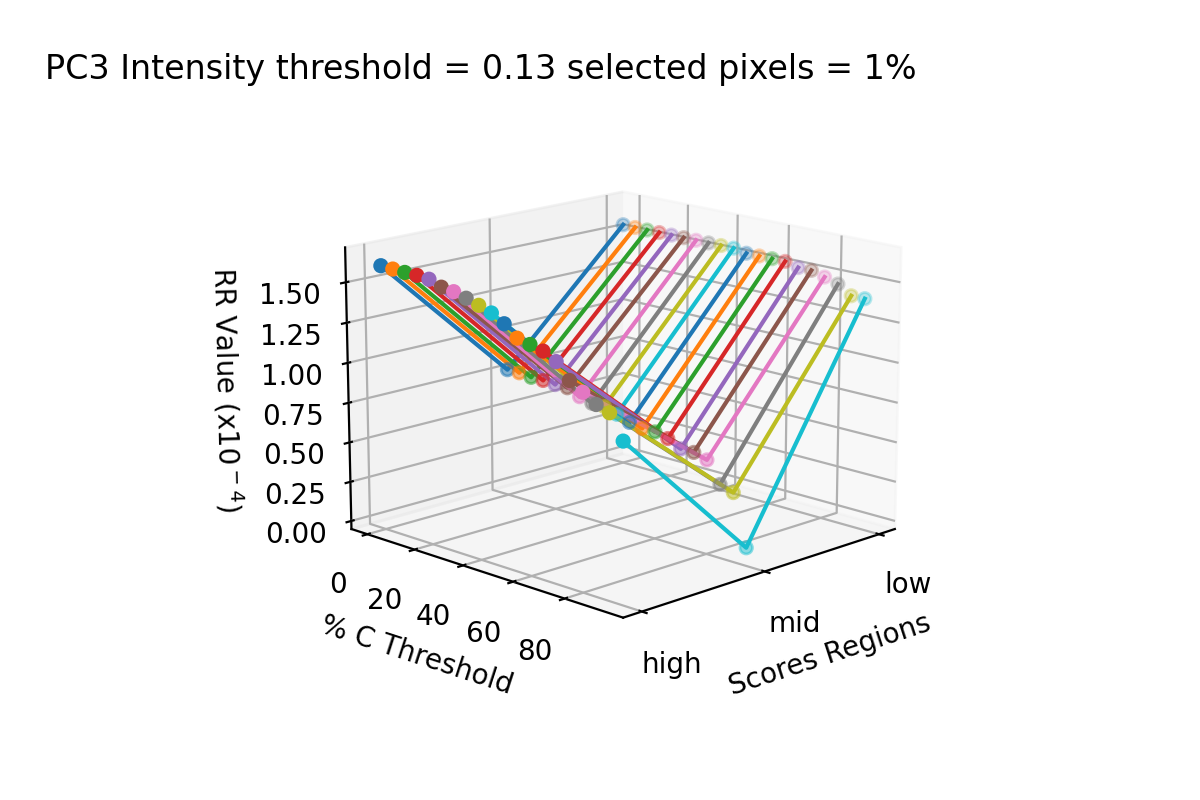 PC3 Intensity threshold = 0.13 selected pixels = 1%
RR Value (x10⁻⁴)
1.50
1.25
1.00
0.75
0.50
0.25
0.00
0
20
40
60
80
% C Threshold
low
mid
high
Scores Regions